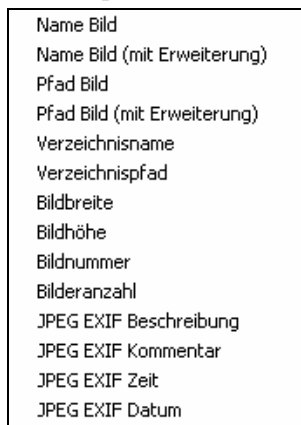 Name Bild
Name Bild (mit Erweiterung)
Pfad Bild
Pfad Bild (mit Erweiterung)
Verzeichnisname
Verzeichnispfad
Bildbreite
Bildhöhe
Bildnummer
Bilderanzahl
JPEG EXIF Beschreibung
JPEG EXIF Kommentar
JPEG EXIF Zeit
JPEG EXIF Datum